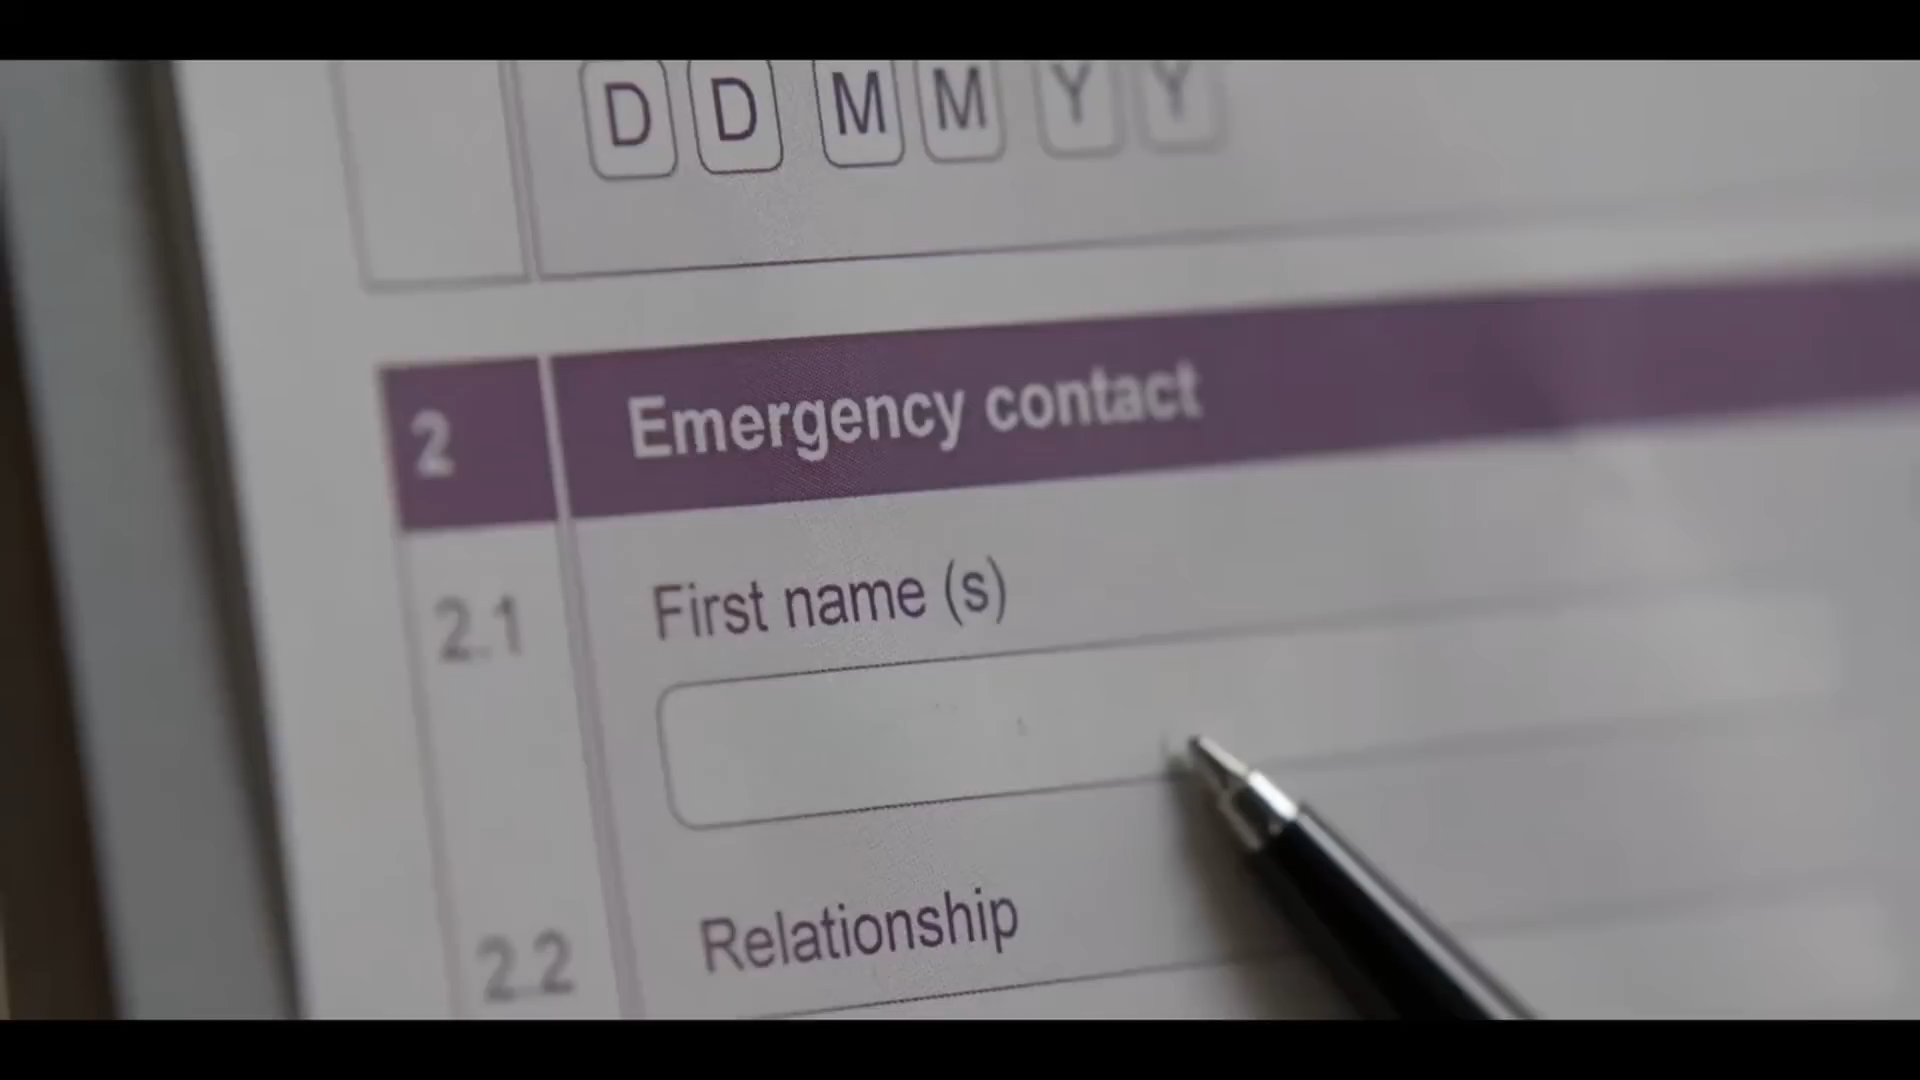 D D M M Y Y
2 Emergency contact
2.1 First name (s)
2.2 Relationship